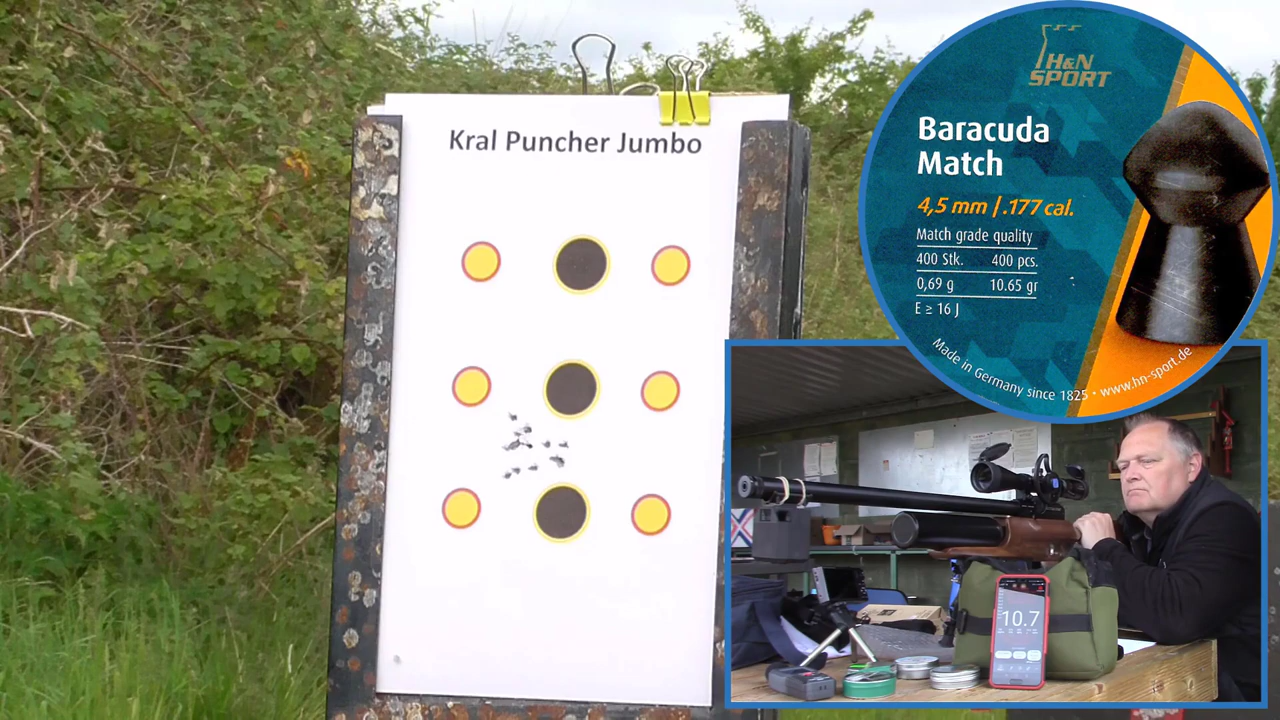 Kral Puncher Jumbo
H&N
SPORT
Baracuda
Match
4,5 mm | .177 cal.
Match grade quality
400 Stk. 400 pcs.
0,69 g 10.65 gr
E ≥ 16 J
Made in Germany since 1825 • www.hn-sport.de
10.7